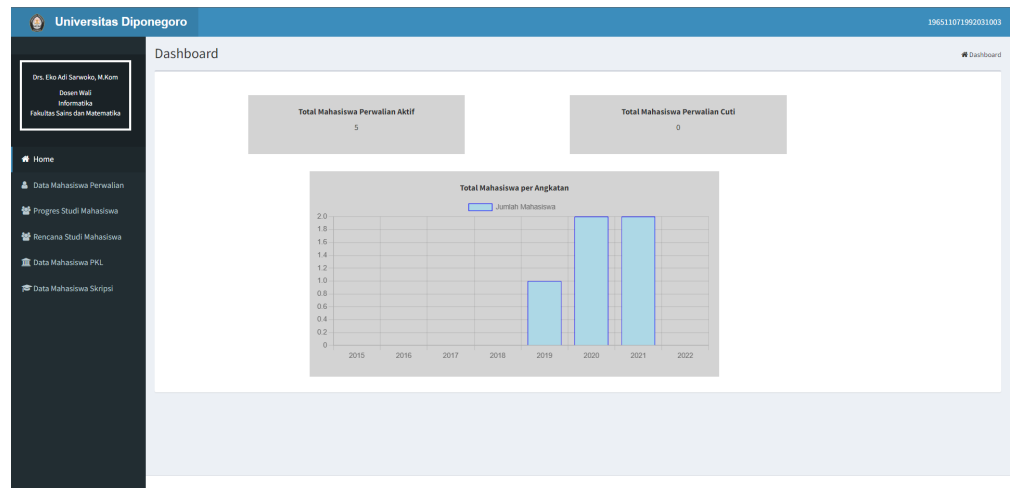 Universitas Diponegoro
196511071992031003
Drs. Eko Adi Sarwoko, M.Kom
Dosen Wali
Informatika
Fakultas Sains dan Matematika
Home
Data Mahasiswa Perwalian
Progres Studi Mahasiswa
Rencana Studi Mahasiswa
Data Mahasiswa PKL
Data Mahasiswa Skripsi
Dashboard
Dashboard
Total Mahasiswa Perwalian Aktif
5
Total Mahasiswa Perwalian Cuti
0
Total Mahasiswa per Angkatan
Jumlah Mahasiswa
2.0
1.8
1.6
1.4
1.2
1.0
0.8
0.6
0.4
0.2
0
2015 2016 2017 2018 2019 2020 2021 2022